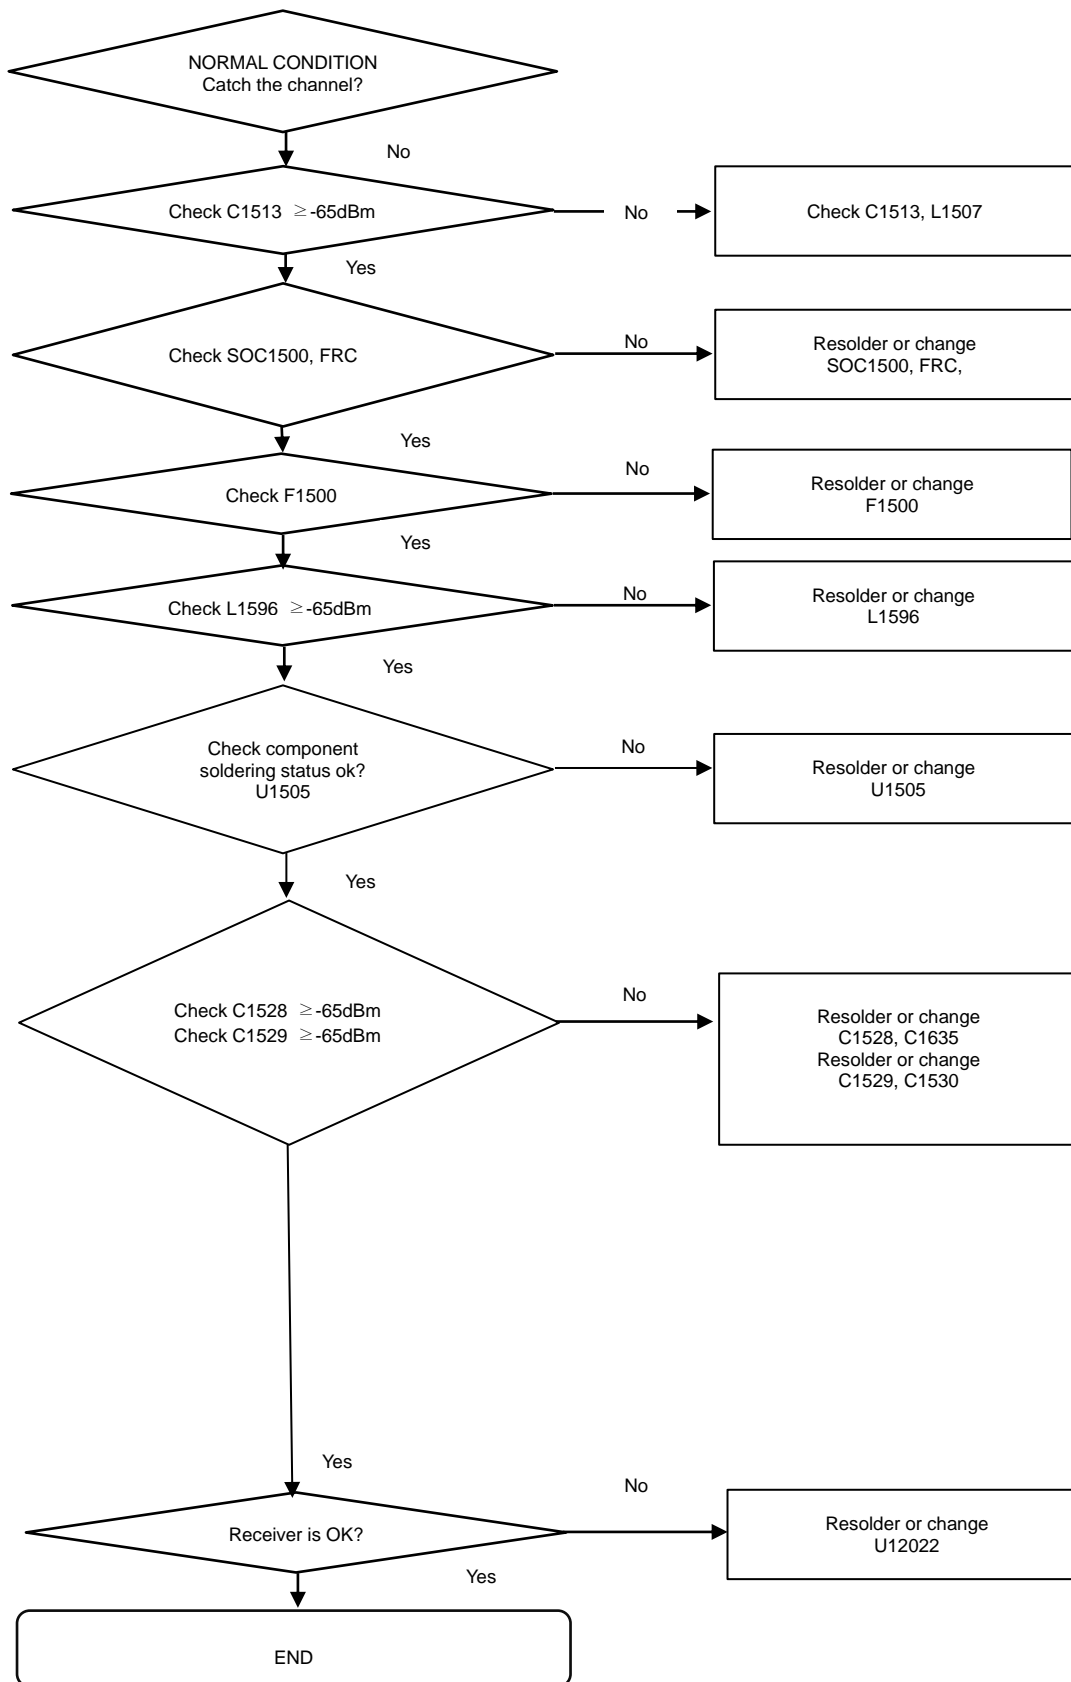 NORMAL CONDITION
Catch the channel?
No
Check C1513 ≥-65dBm
No
Check C1513, L1507
Yes
Check SOC1500, FRC
No
Resolder or change
SOC1500, FRC,
Yes
Check F1500
No
Resolder or change
F1500
Yes
Check L1596 ≥-65dBm
No
Resolder or change
L1596
Yes
Check component
soldering status ok?
U1505
No
Resolder or change
U1505
Yes
Check C1528 ≥-65dBm
Check C1529 ≥-65dBm
No
Resolder or change
C1528, C1635
Resolder or change
C1529, C1530
Yes
Receiver is OK?
No
Resolder or change
U12022
Yes
END